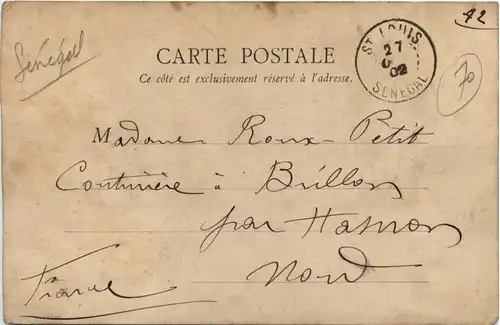 Sénégal
42
CARTE POSTALE
Ce côté est exclusivement réservé à l'adresse.
ST LOUIS
27
02
SENEGAL
70
Madame Roux-Petit
Couturière à Brillon
par Hasnon
Nord
France